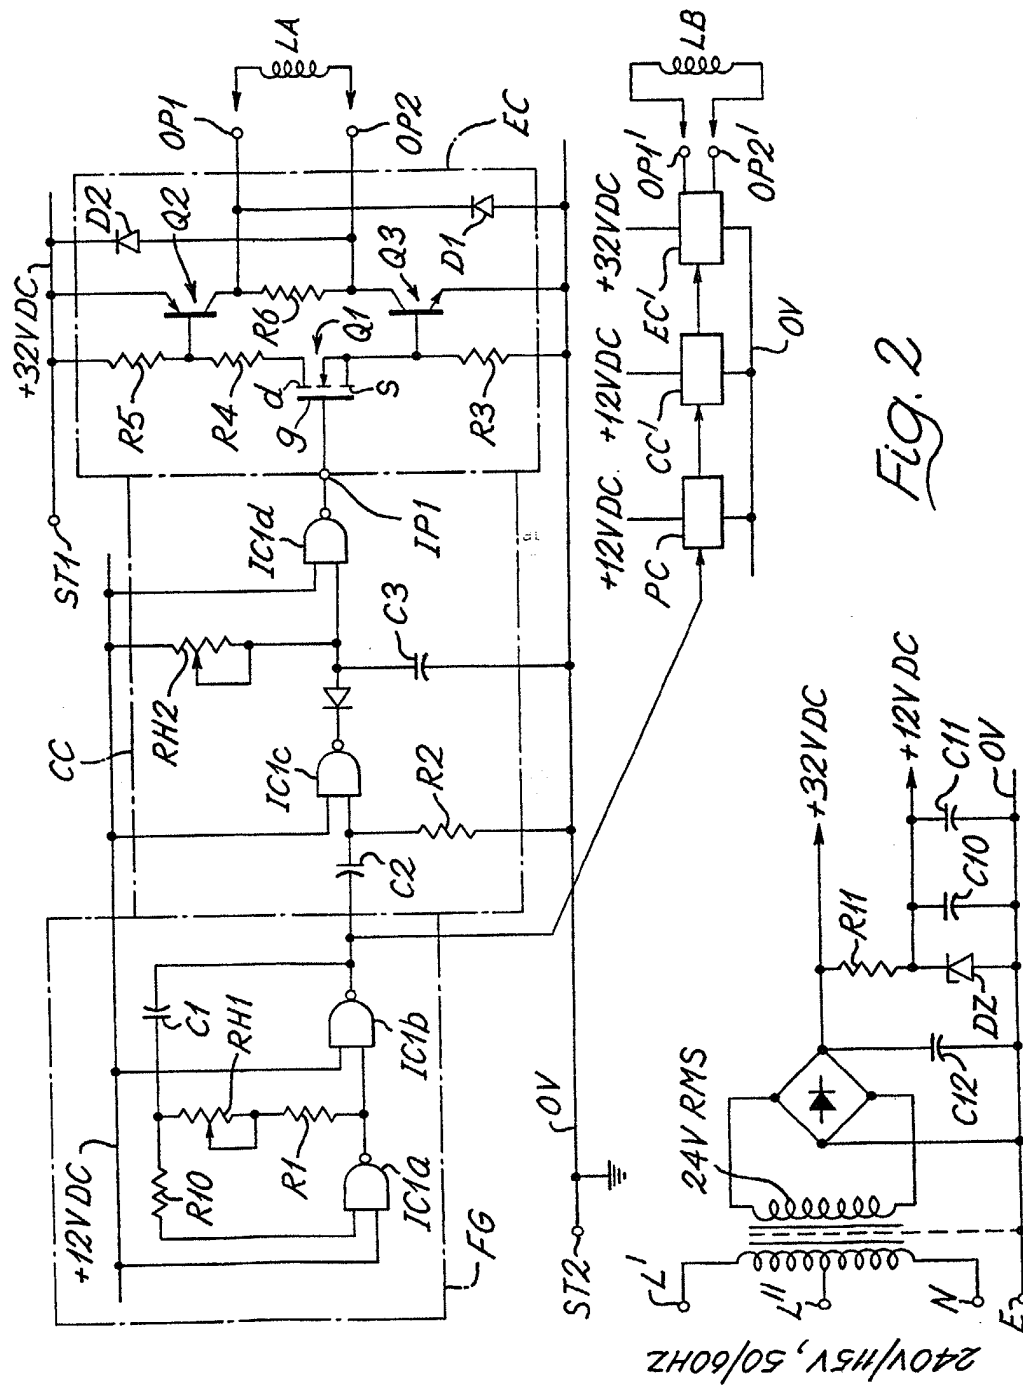 +12V DC
CC
ST1
+32V DC
R10
C1
RH1
R1
IC1a
IC1b
FG
RH2
IC1c
IC1d
C2
R2
C3
IP1
R5
R4
R3
d
g
s
Q1
D2
Q2
R6
Q3
D1
OP1
OP2
LA
EC
ST2
OV
+12VDC
+12VDC
+32VDC
PC
CC'
EC'
OP1'
OP2'
LB
OV
240V/115V, 50/60HZ
L'
L''
N
E
24V RMS
C12
DZ
R11
C10
C11
+32V DC
+12V DC
OV
Fig. 2